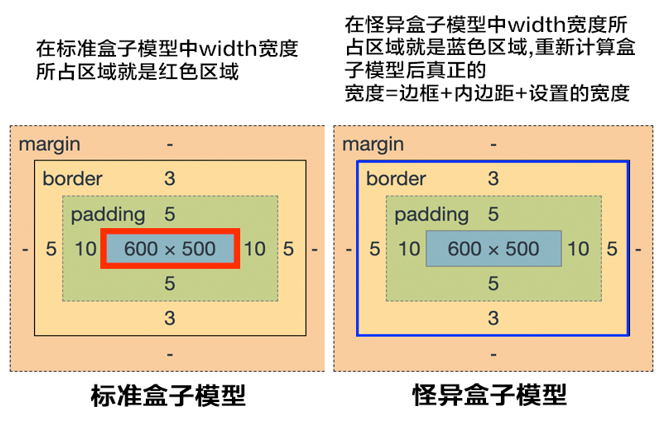 在标准盒子模型中width宽度
所占区域就是红色区域
在怪异盒子模型中width宽度所
占区域就是蓝色区域,重新计算盒
子模型后真正的
宽度=边框+内边距+设置的宽度
margin -
border 3
padding 5
- 5 10 600 × 500 10 5 -
5
3
-
标准盒子模型
margin -
border 3
padding 5
- 5 10 600 × 500 10 5 -
5
3
-
怪异盒子模型